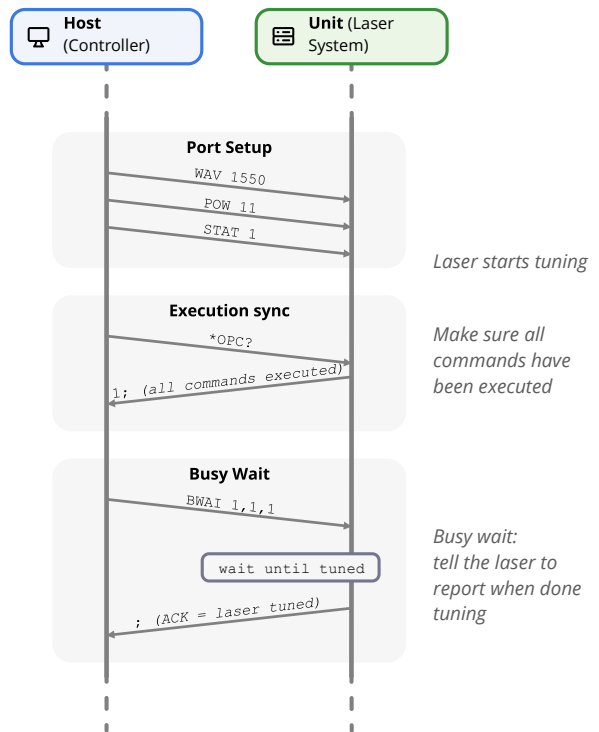 Host
(Controller)
Unit (Laser
System)
Port Setup
WAV 1550
POW 11
STAT 1
Laser starts tuning
Execution sync
*OPC?
1; (all commands executed)
Make sure all
commands have
been executed
Busy Wait
BWAI 1,1,1
wait until tuned
; (ACK = laser tuned)
Busy wait:
tell the laser to
report when done
tuning